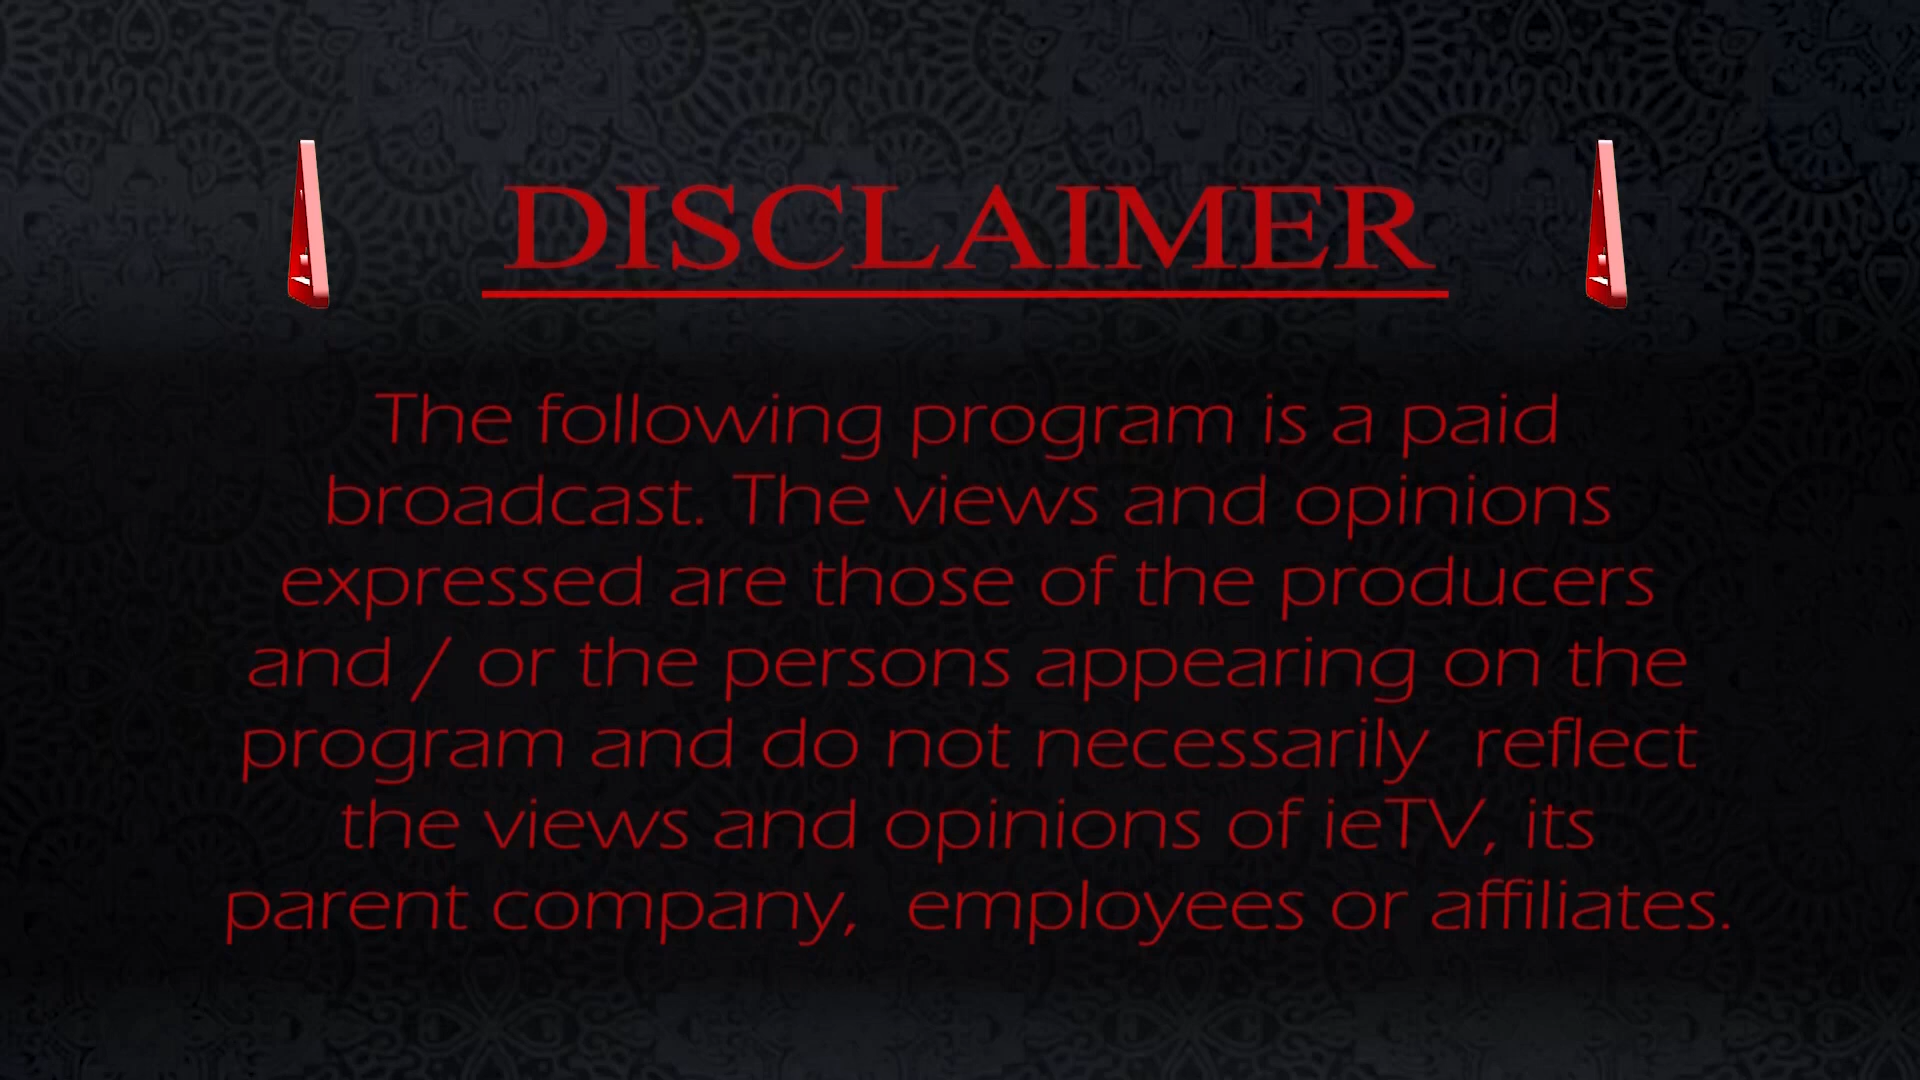 DISCLAIMER
The following program is a paid
broadcast. The views and opinions
expressed are those of the producers
and / or the persons appearing on the
program and do not necessarily reflect
the views and opinions of ieTV, its
parent company, employees or affiliates.